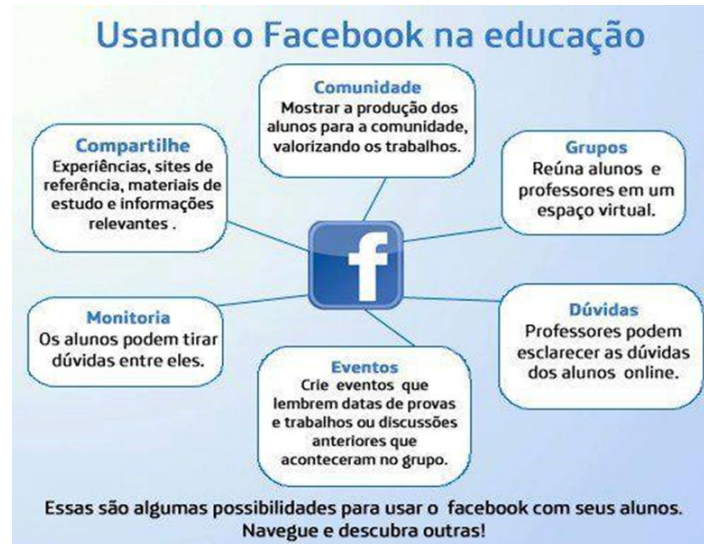 Usando o Facebook na educação
Comunidade
Mostrar a produção dos
alunos para a comunidade,
valorizando os trabalhos.
Compartilhe
Experiências, sites de
referência, materiais de
estudo e informações
relevantes .
Grupos
Reúna alunos e
professores em um
espaço virtual.
f
Monitoria
Os alunos podem tirar
dúvidas entre eles.
Dúvidas
Professores podem
esclarecer as dúvidas
dos alunos online.
Eventos
Crie eventos que
lembrem datas de provas
e trabalhos ou discussões
anteriores que
aconteceram no grupo.
Essas são algumas possibilidades para usar o facebook com seus alunos.
Navegue e descubra outras!